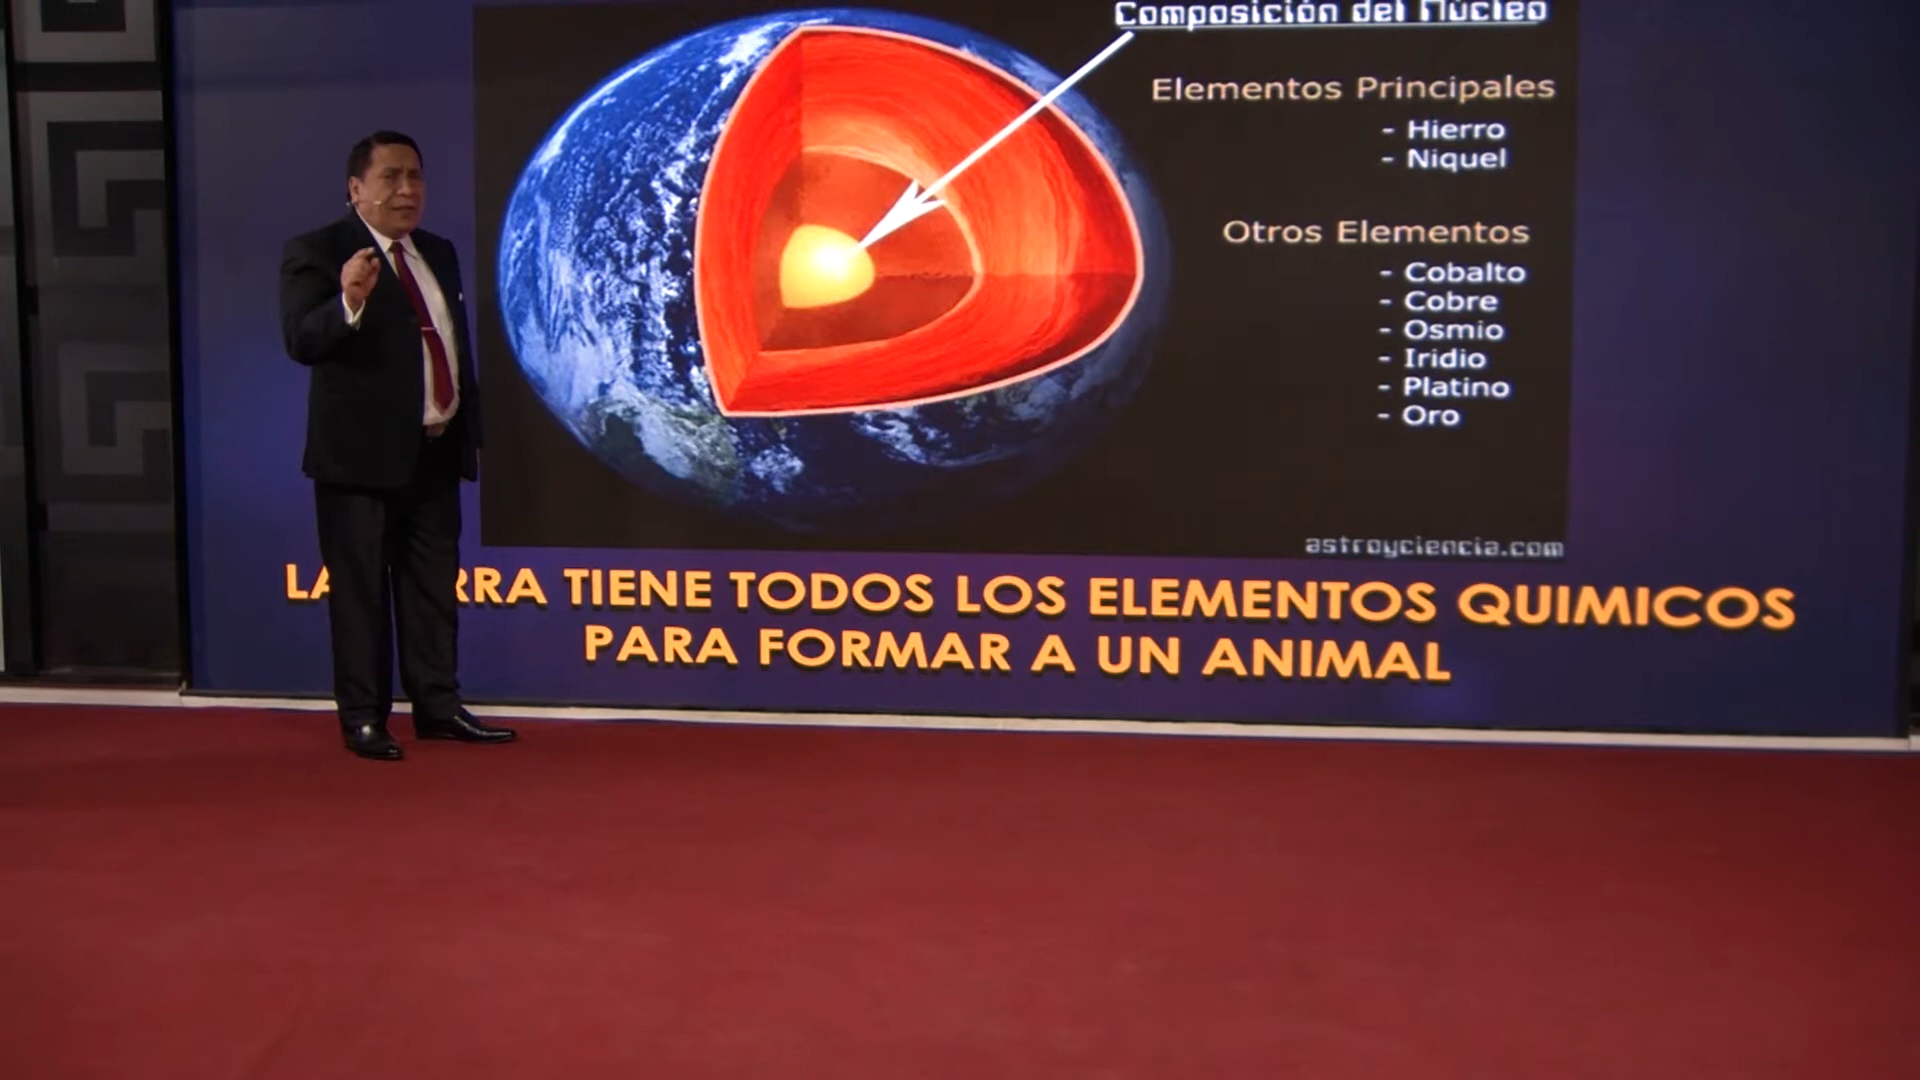 Composición del Núcleo
Elementos Principales
- Hierro
- Niquel
Otros Elementos
- Cobalto
- Cobre
- Osmio
- Iridio
- Platino
- Oro
astroyciencia.com
LA RRA TIENE TODOS LOS ELEMENTOS QUIMICOS
PARA FORMAR A UN ANIMAL